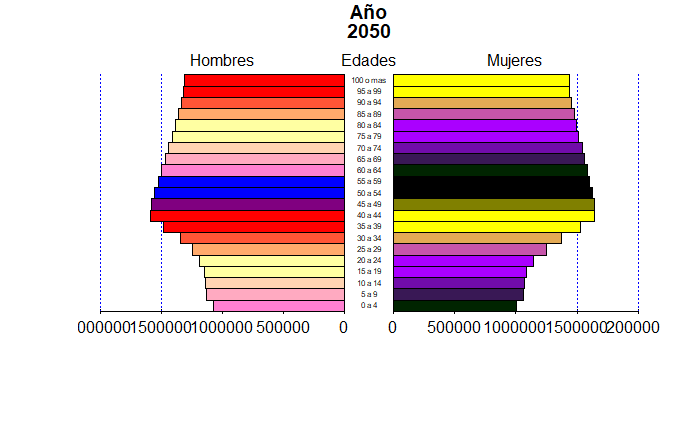 Año
2050
Hombres Edades Mujeres
100 o mas
95 a 99
90 a 94
85 a 89
80 a 84
75 a 79
70 a 74
65 a 69
60 a 64
55 a 59
50 a 54
45 a 49
40 a 44
35 a 39
30 a 34
25 a 29
20 a 24
15 a 19
10 a 14
5 a 9
0 a 4
000000 1500000 1000000 500000 0 0 500000 1000000 1500000 200000